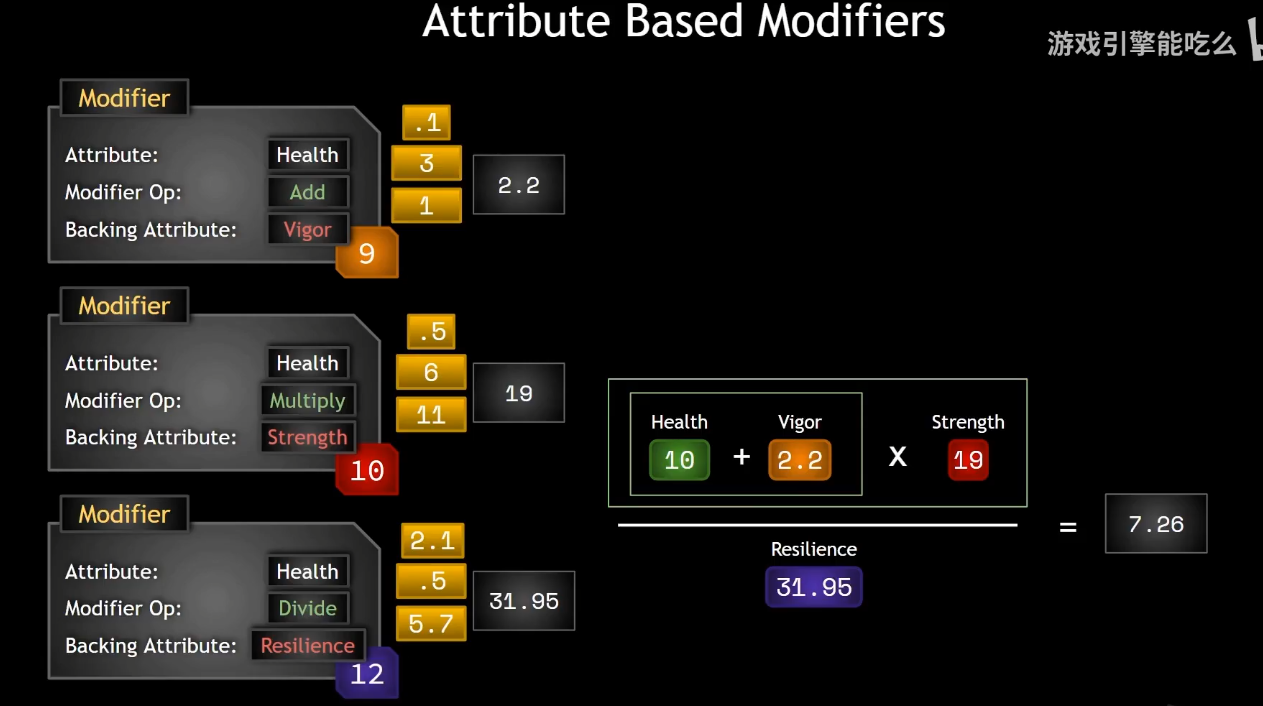 Attribute Based Modifiers
游戏引擎能吃么
Modifier
Attribute: Health
Modifier Op: Add
Backing Attribute: Vigor
9
.1
3
1
2.2
Modifier
Attribute: Health
Modifier Op: Multiply
Backing Attribute: Strength
10
.5
6
11
19
Modifier
Attribute: Health
Modifier Op: Divide
Backing Attribute: Resilience
12
2.1
.5
5.7
31.95
Health Vigor Strength
10 + 2.2 X 19
Resilience
31.95
= 7.26